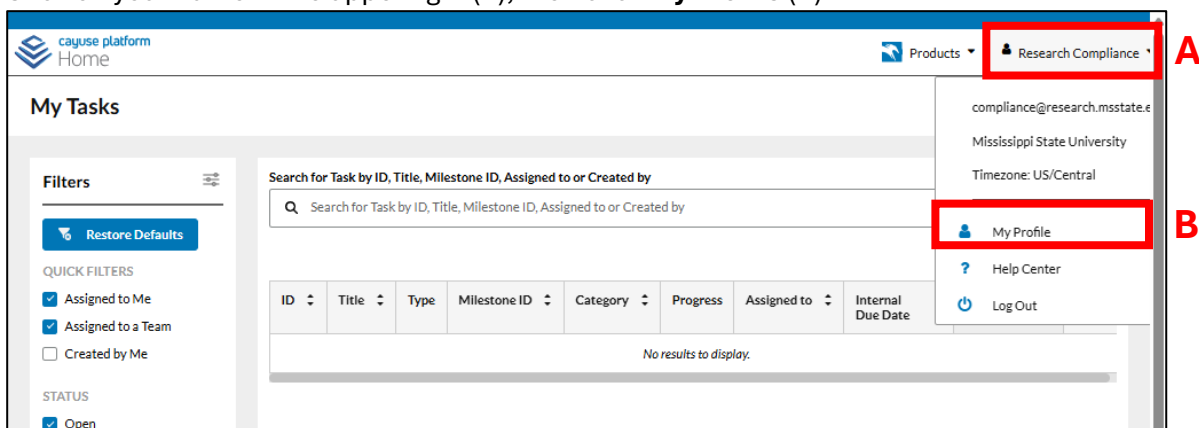 cayuse platform
Home
Products
Research Compliance
A
My Tasks
compliance@research.msstate.e
Mississippi State University
Timezone: US/Central
My Profile
B
Help Center
Log Out
Filters
Restore Defaults
QUICK FILTERS
Assigned to Me
Assigned to a Team
Created by Me
STATUS
Open
Search for Task by ID, Title, Milestone ID, Assigned to or Created by
Search for Task by ID, Title, Milestone ID, Assigned to or Created by
ID Title Type Milestone ID Category Progress Assigned to Internal
Due Date
No results to display.